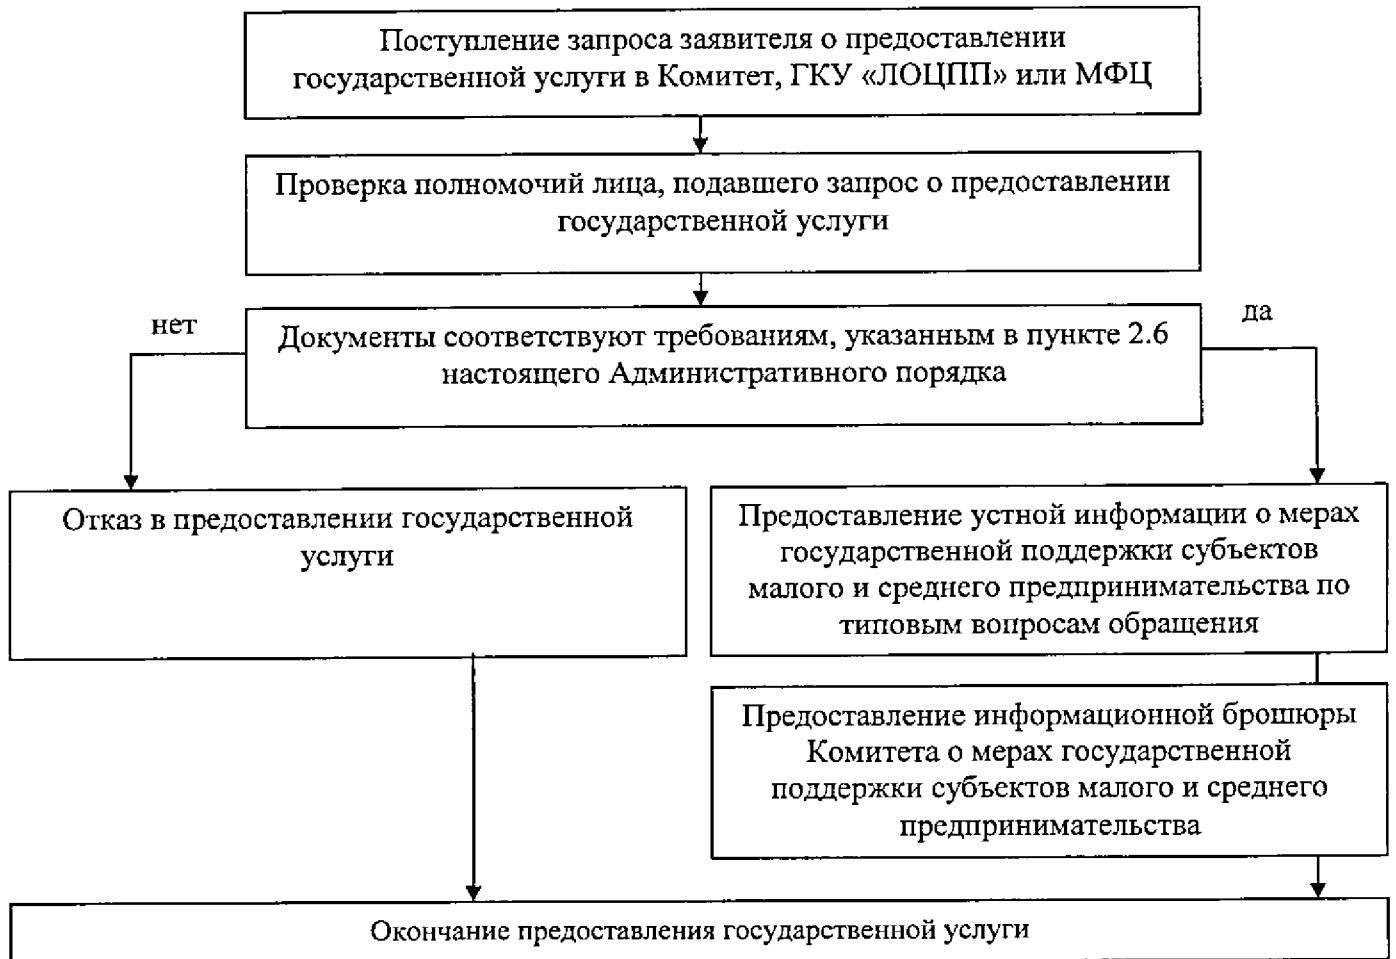 Поступление запроса заявителя о предоставлении
государственной услуги в Комитет, ГКУ «ЛОЦПП» или МФЦ
Проверка полномочий лица, подавшего запрос о предоставлении
государственной услуги
нет
Документы соответствуют требованиям, указанным в пункте 2.6
настоящего Административного порядка
да
Отказ в предоставлении государственной
услуги
Предоставление устной информации о мерах
государственной поддержки субъектов
малого и среднего предпринимательства по
типовым вопросам обращения
Предоставление информационной брошюры
Комитета о мерах государственной
поддержки субъектов малого и среднего
предпринимательства
Окончание предоставления государственной услуги